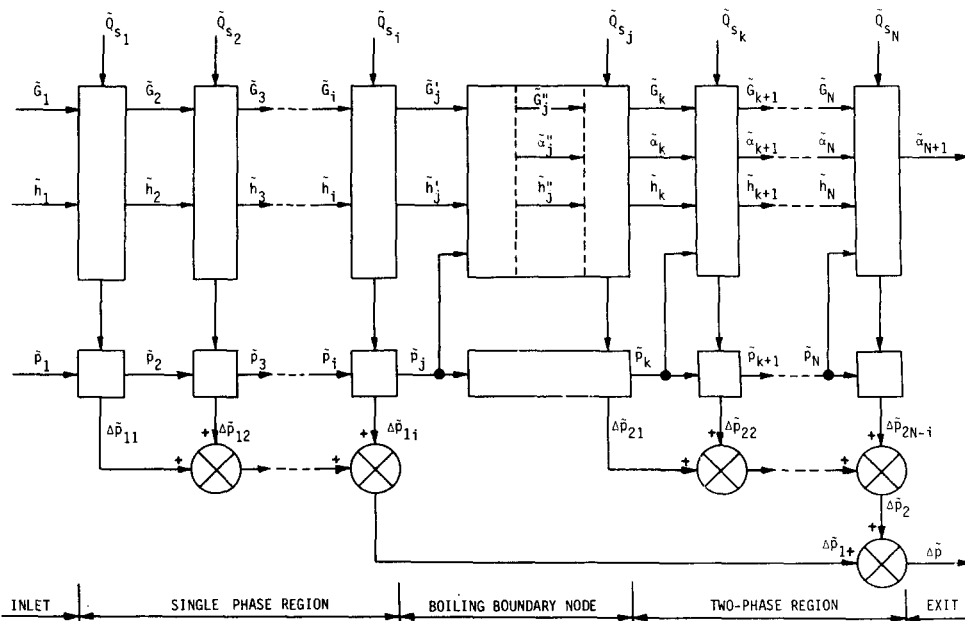 Q̃s1 Q̃s2 Q̃si Q̃sj Q̃sk Q̃sN
G̃1 G̃2 G̃3 G̃i G̃'j G̃''j G̃k G̃k+1 G̃N
α̃''j α̃k α̃k+1 α̃N α̃N+1
h̃1 h̃2 h̃3 h̃i h̃'j h̃''j h̃k h̃k+1 h̃N
p̃1 p̃2 p̃3 p̃i p̃j p̃k p̃k+1 p̃N
Δp̃11 + Δp̃12 + Δp̃1i Δp̃21 + Δp̃22 + Δp̃2N-i
+ + + +
Δp̃2
+
Δp̃1+ Δp̃
INLET SINGLE PHASE REGION BOILING BOUNDARY NODE TWO-PHASE REGION EXIT